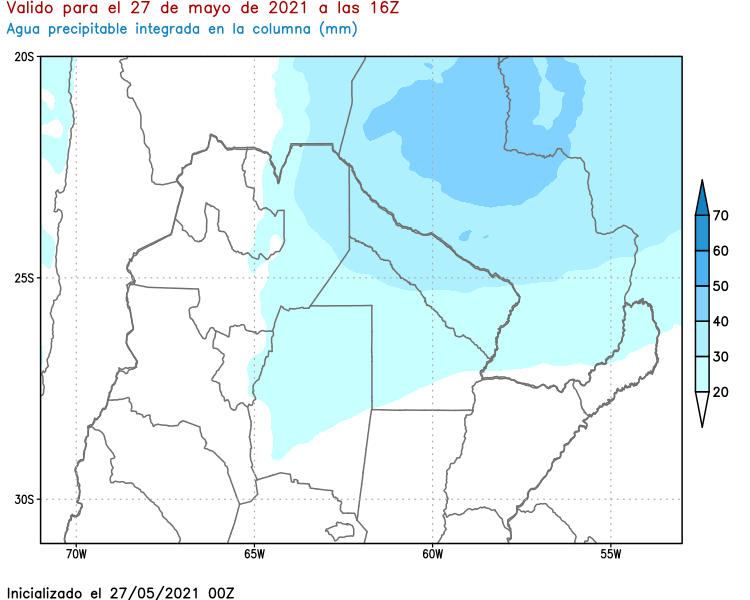 Valido para el 27 de mayo de 2021 a las 16Z
Agua precipitable integrada en la columna (mm)
20S
25S
30S
70W
65W
60W
55W
70
60
50
40
30
20
Inicializado el 27/05/2021 00Z